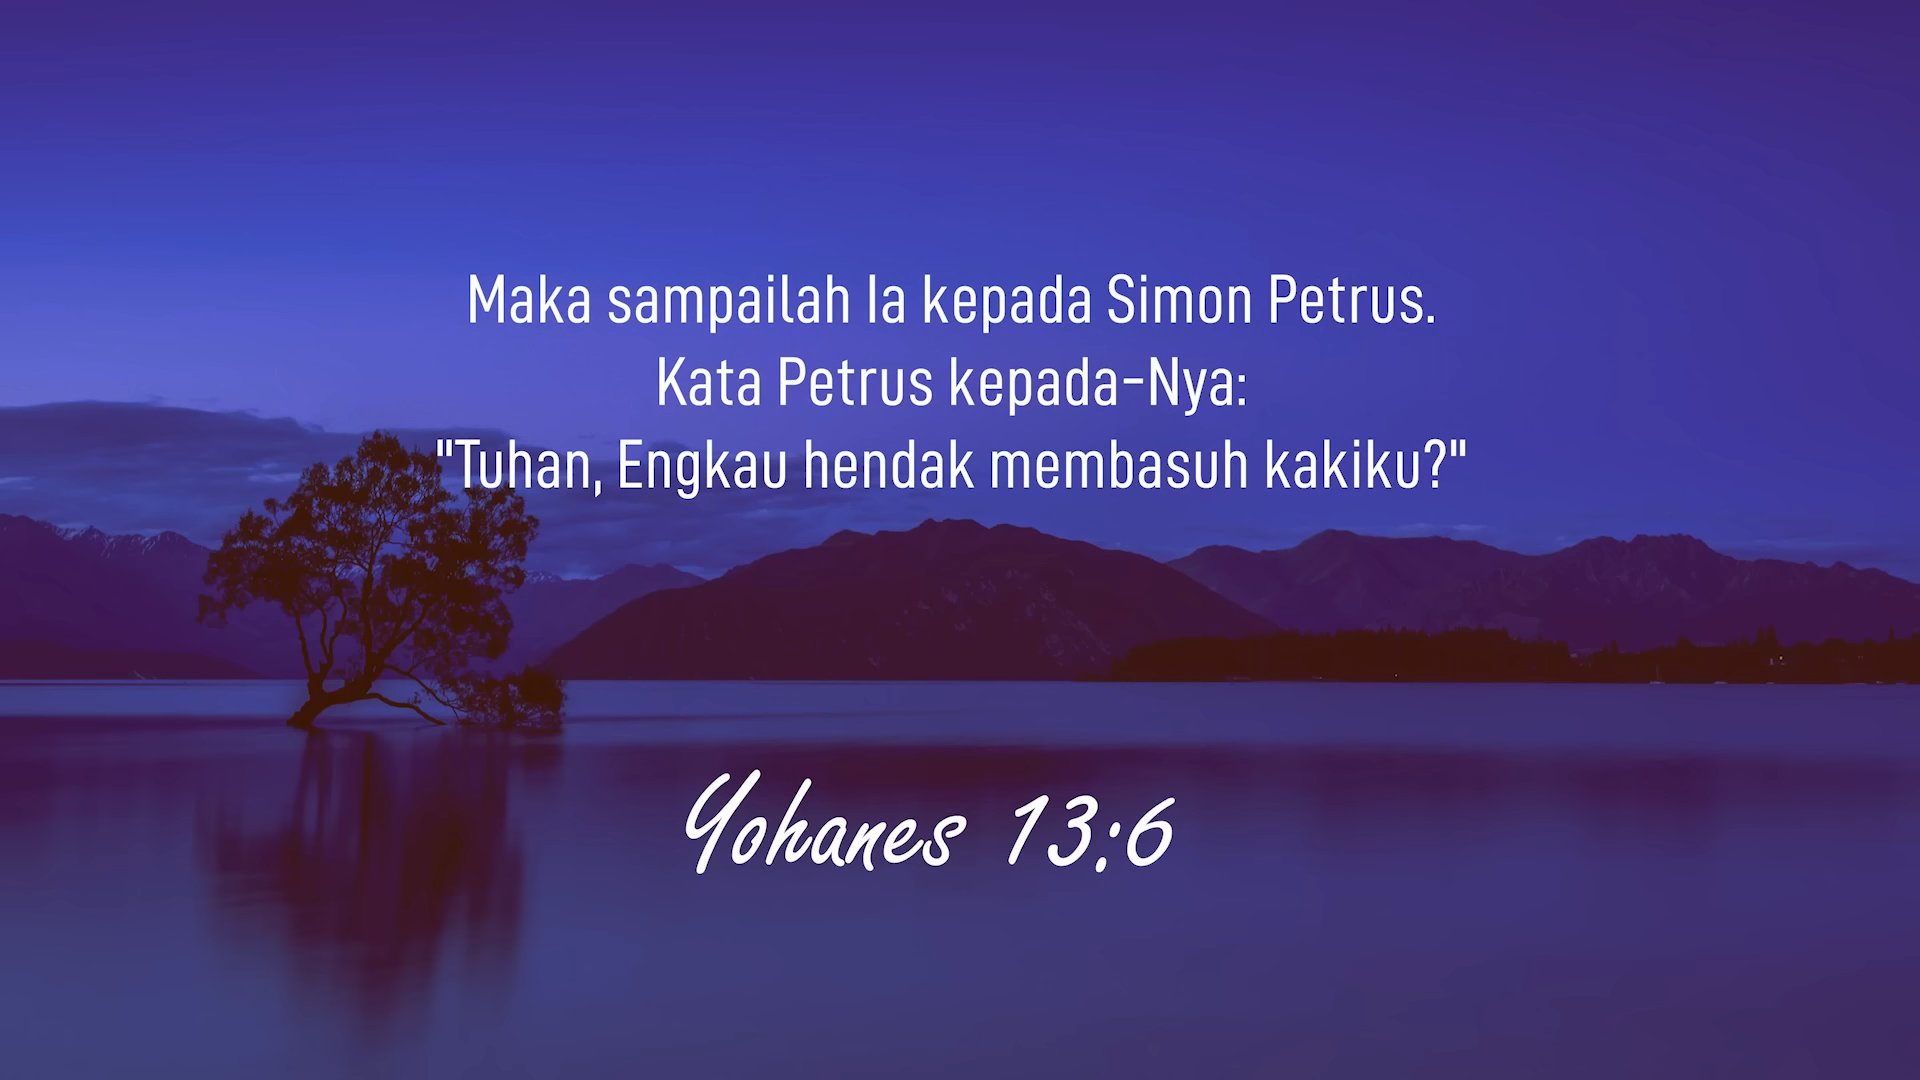 Maka sampailah Ia kepada Simon Petrus.
Kata Petrus kepada-Nya:
"Tuhan, Engkau hendak membasuh kakiku?"
Yohanes 13:6